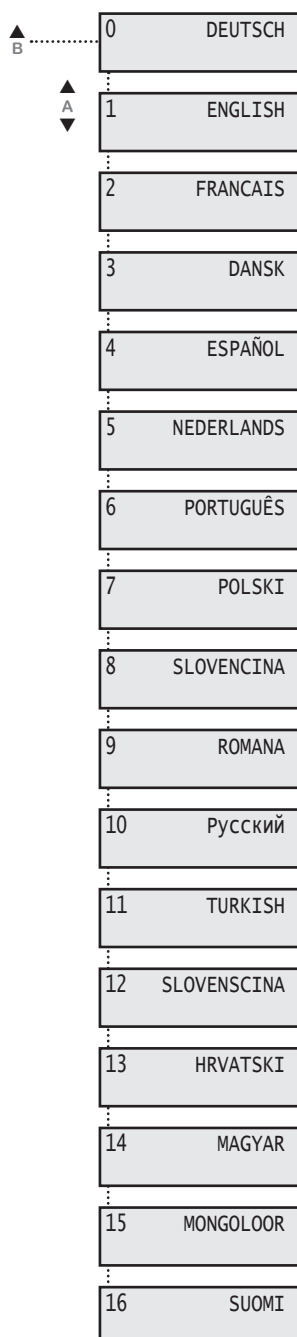 0 DEUTSCH
B
A
1 ENGLISH
2 FRANCAIS
3 DANSK
4 ESPAÑOL
5 NEDERLANDS
6 PORTUGUÊS
7 POLSKI
8 SLOVENCINA
9 ROMANA
10 Русский
11 TURKISH
12 SLOVENSCINA
13 HRVATSKI
14 MAGYAR
15 MONGOLOOR
16 SUOMI